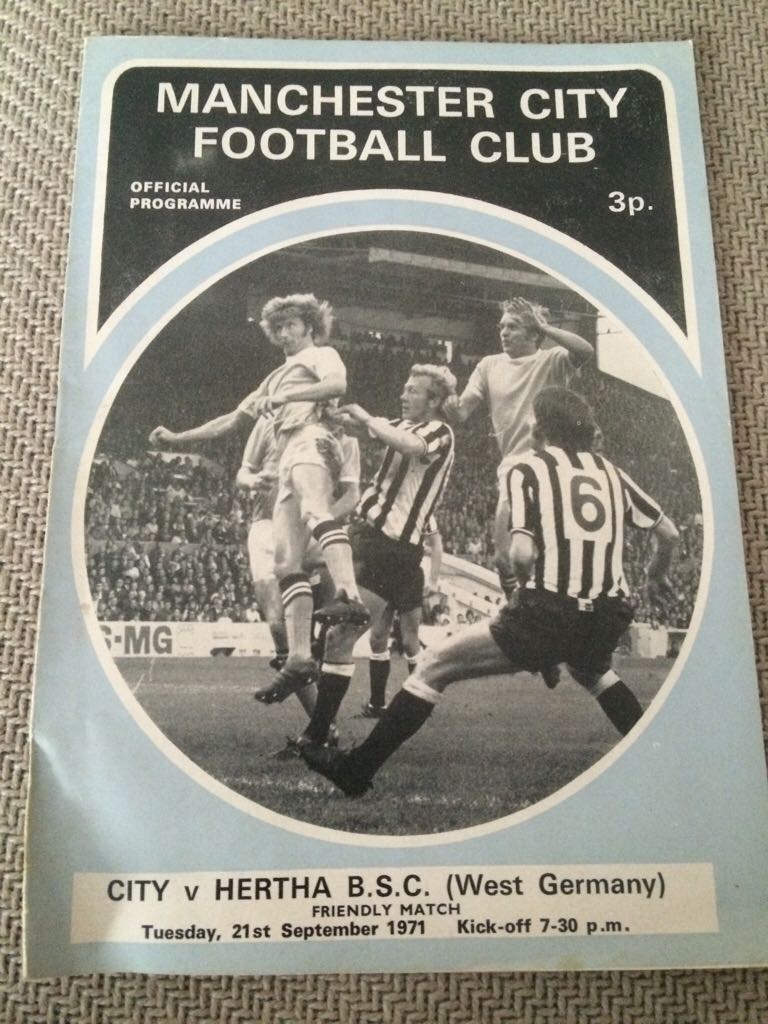 MANCHESTER CITY
FOOTBALL CLUB
OFFICIAL
PROGRAMME
3p.
6
S-MG
CITY v HERTHA B.S.C. (West Germany)
FRIENDLY MATCH
Tuesday, 21st September 1971 Kick-off 7-30 p.m.